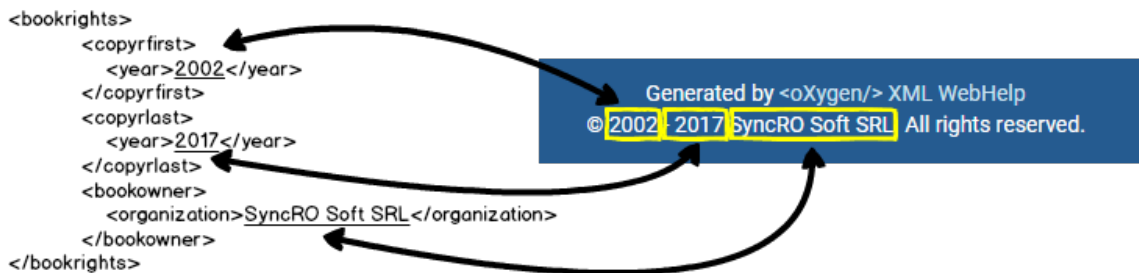 <bookrights>
<copyrfirst>
<year>2002</year>
</copyrfirst>
<copyrlast>
<year>2017</year>
</copyrlast>
<bookowner>
<organization>SyncRO Soft SRL</organization>
</bookowner>
</bookrights>
Generated by <oXygen/> XML WebHelp
© 2002 - 2017 SyncRO Soft SRL. All rights reserved.